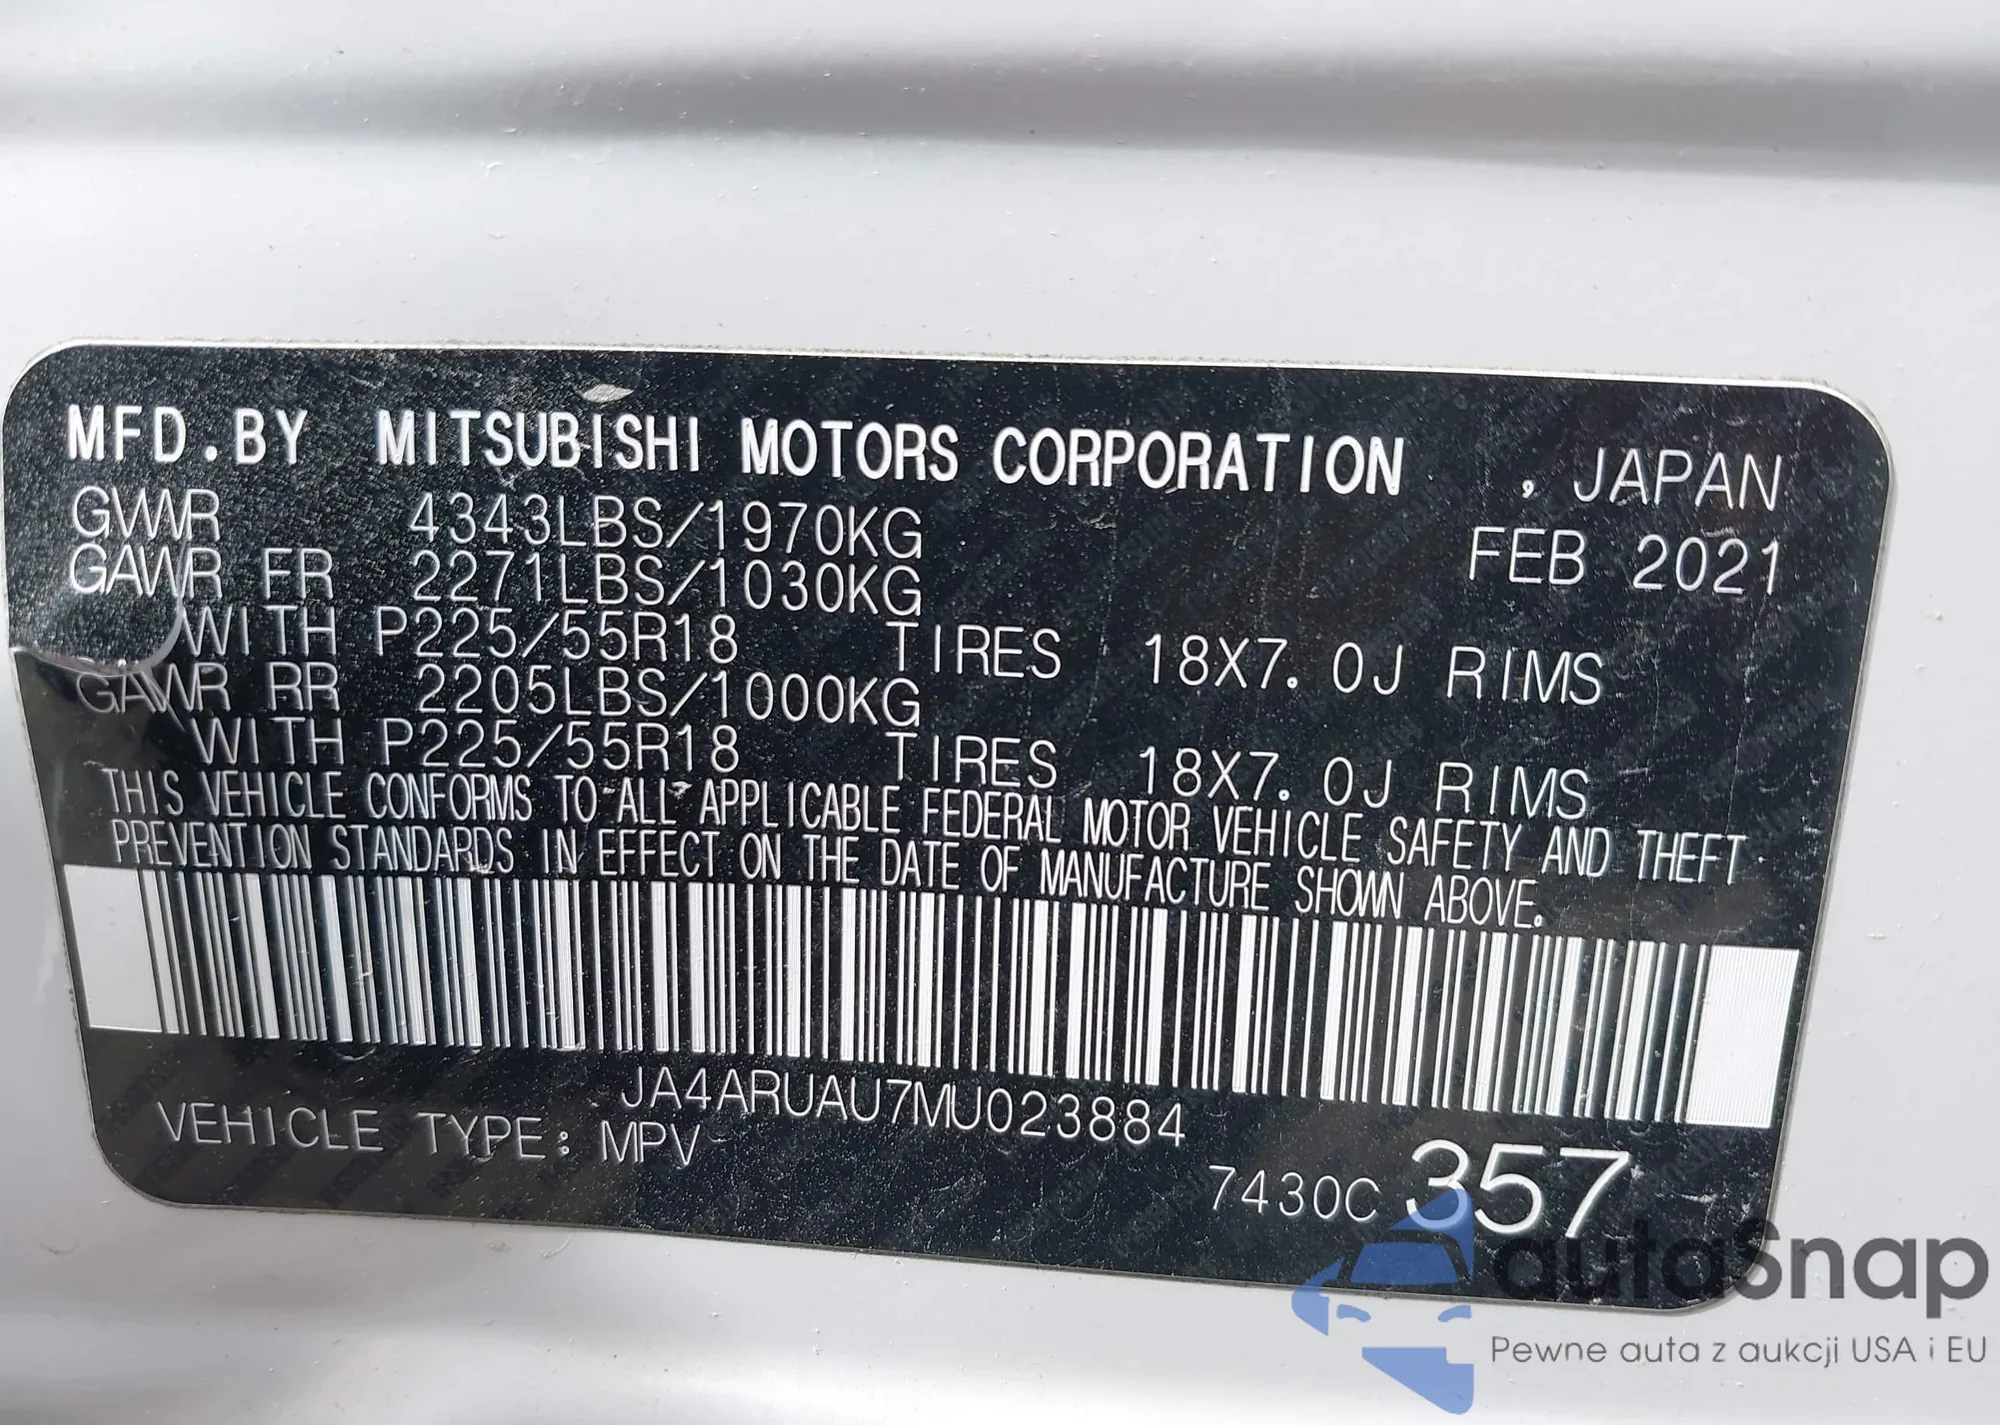 MFD.BY MITSUBISHI MOTORS CORPORATION , JAPAN
GVWR 4343LBS/1970KG FEB 2021
GAWR FR 2271LBS/1030KG
WITH P225/55R18 TIRES 18X7.0J RIMS
GAWR RR 2205LBS/1000KG
WITH P225/55R18 TIRES 18X7.0J RIMS
THIS VEHICLE CONFORMS TO ALL APPLICABLE FEDERAL MOTOR VEHICLE SAFETY AND THEFT
PREVENTION STANDARDS IN EFFECT ON THE DATE OF MANUFACTURE SHOWN ABOVE.
JA4ARUAU7MU023884
VEHICLE TYPE: MPV
7430C 357
autaSnap
Pewne auta z aukcji USA i EU